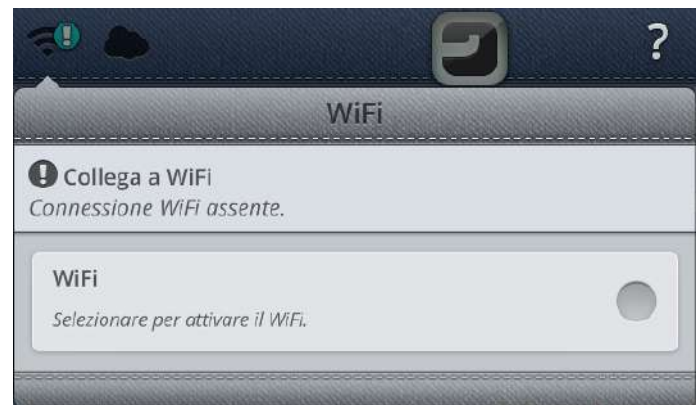 ?
WiFi
Collega a WiFi
Connessione WiFi assente.
WiFi
Selezionare per attivare il WiFi.